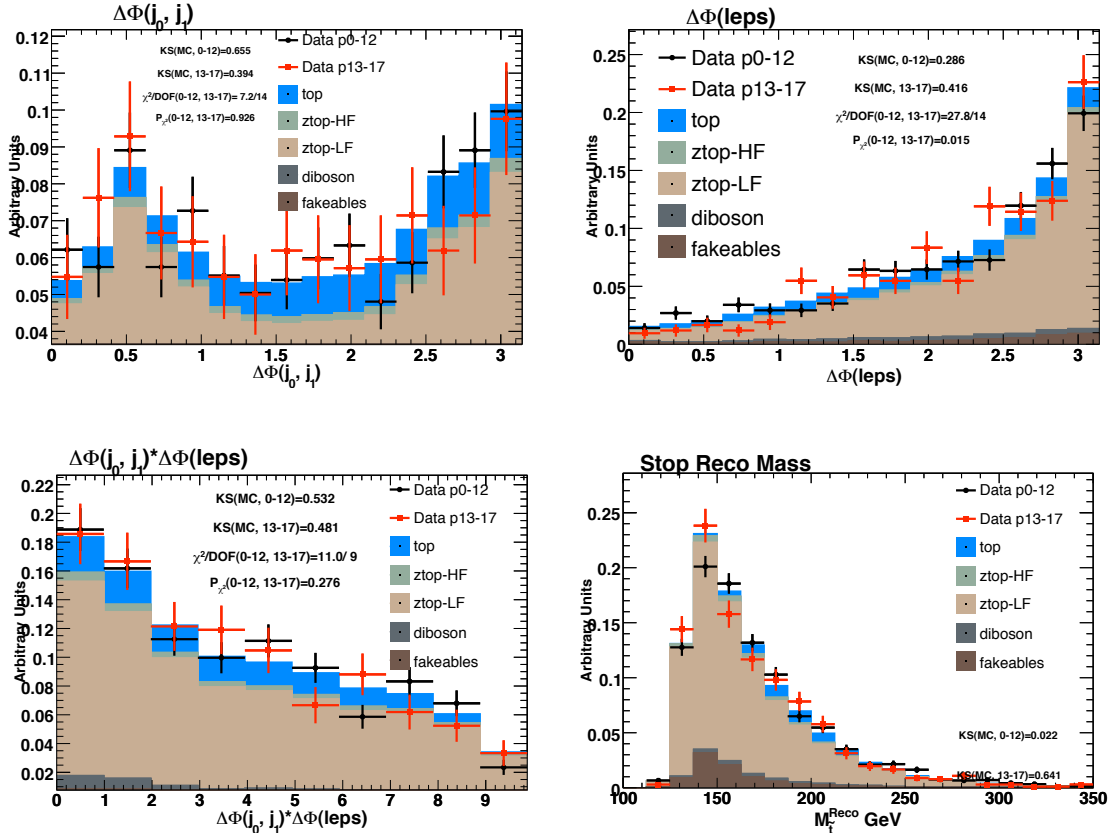 ΔΦ(j0, j1)
KS(MC, 0-12)=0.655
KS(MC, 13-17)=0.394
χ²/DOF(0-12, 13-17)= 7.2/14
Pχ²(0-12, 13-17)=0.926
Data p0-12
Data p13-17
top
ztop-HF
ztop-LF
diboson
fakeables
Arbitrary Units
0.12
0.11
0.1
0.09
0.08
0.07
0.06
0.05
0.04
0 0.5 1 1.5 2 2.5 3
ΔΦ(j0, j1)
ΔΦ(leps)
Data p0-12
Data p13-17
top
ztop-HF
ztop-LF
diboson
fakeables
KS(MC, 0-12)=0.286
KS(MC, 13-17)=0.416
χ²/DOF(0-12, 13-17)=27.8/14
Pχ²(0-12, 13-17)=0.015
Arbitrary Units
0.25
0.2
0.15
0.1
0.05
0
0 0.5 1 1.5 2 2.5 3
ΔΦ(leps)
ΔΦ(j0, j1)*ΔΦ(leps)
KS(MC, 0-12)=0.532
KS(MC, 13-17)=0.481
χ²/DOF(0-12, 13-17)=11.0/ 9
Pχ²(0-12, 13-17)=0.276
Data p0-12
Data p13-17
top
ztop-HF
ztop-LF
diboson
fakeables
Arbitrary Units
0.22
0.2
0.18
0.16
0.14
0.12
0.1
0.08
0.06
0.04
0.02
0 1 2 3 4 5 6 7 8 9
ΔΦ(j0, j1)*ΔΦ(leps)
Stop Reco Mass
Data p0-12
Data p13-17
top
ztop-HF
ztop-LF
diboson
fakeables
KS(MC, 0-12)=0.022
KS(MC, 13-17)=0.641
Arbitrary Units
0.25
0.2
0.15
0.1
0.05
0
100 150 200 250 300 350
M t̃ Reco GeV